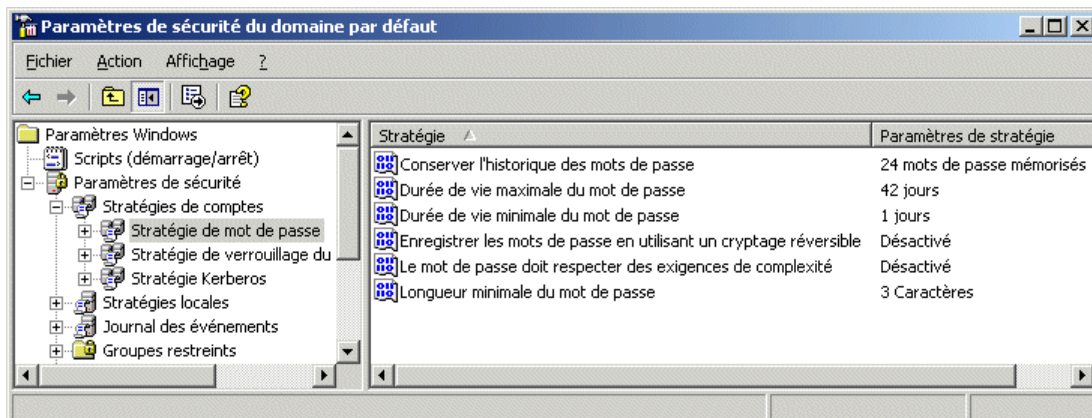 Paramètres de sécurité du domaine par défaut
Fichier Action Affichage ?
Paramètres Windows
Scripts (démarrage/arrêt)
Paramètres de sécurité
Stratégies de comptes
Stratégie de mot de passe
Stratégie de verrouillage du
Stratégie Kerberos
Stratégies locales
Journal des événements
Groupes restreints
Stratégie Paramètres de stratégie
Conserver l'historique des mots de passe 24 mots de passe mémorisés
Durée de vie maximale du mot de passe 42 jours
Durée de vie minimale du mot de passe 1 jours
Enregistrer les mots de passe en utilisant un cryptage réversible Désactivé
Le mot de passe doit respecter des exigences de complexité Désactivé
Longueur minimale du mot de passe 3 Caractères